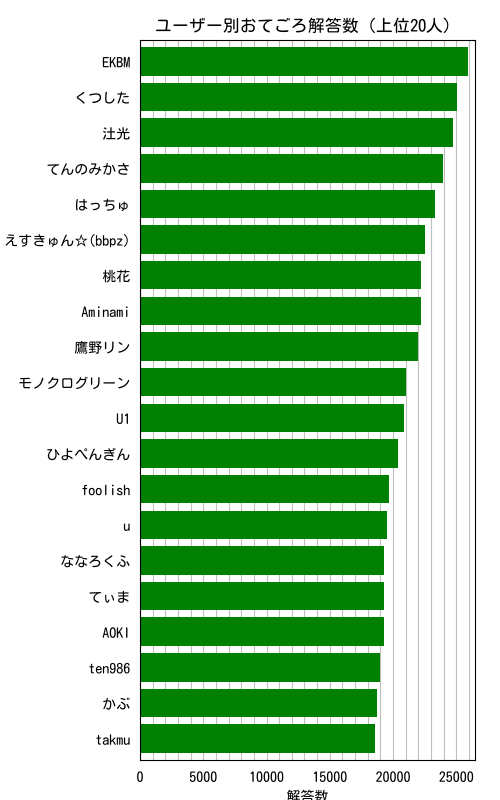 ユーザー別おてごろ解答数 (上位20人)
EKBM
くつした
注光
てんのみかさ
はっちゅ
えすきゅん☆(bbpz)
桃花
Aminami
鷹野リン
モノクログリーン
U1
ひよペんぎん
foolish
u
ななろくふ
てぃま
AOKI
ten986
かぶ
takmu
0 5000 10000 15000 20000 25000
解答数